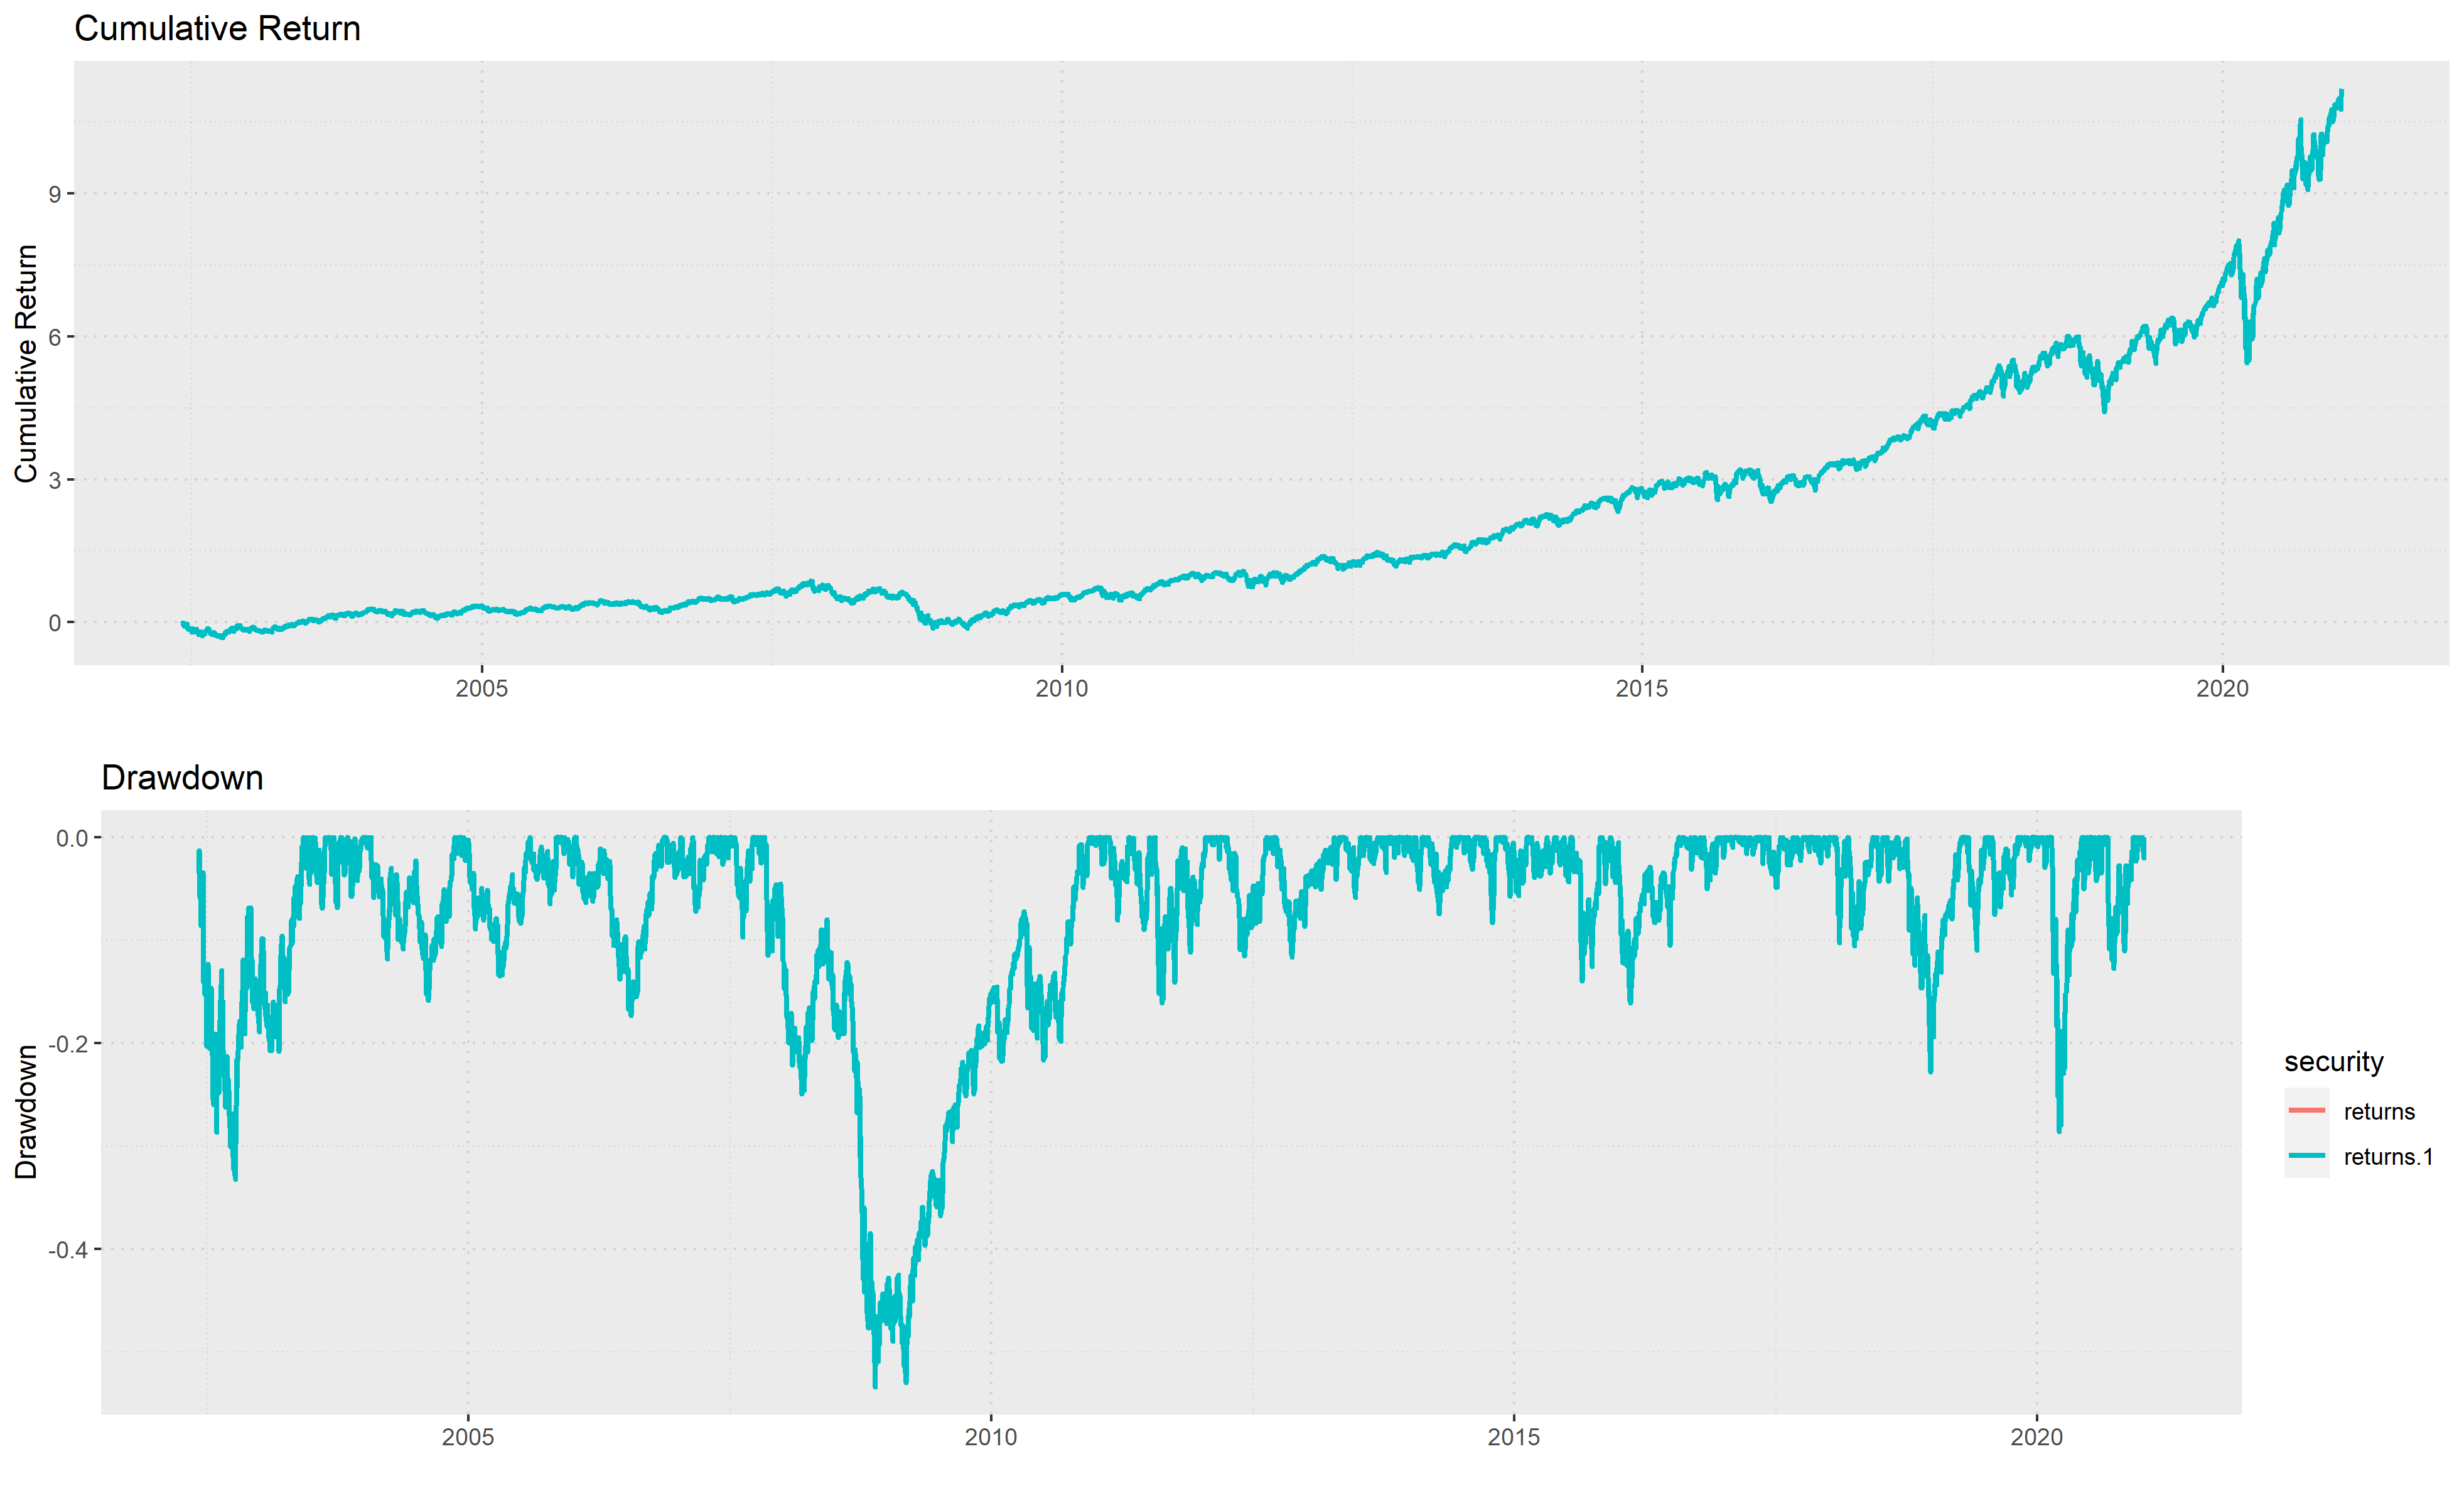 Cumulative Return
Cumulative Return
9
6
3
0
2005 2010 2015 2020
Drawdown
Drawdown
0.0
-0.2
-0.4
2005 2010 2015 2020
security
returns
returns.1